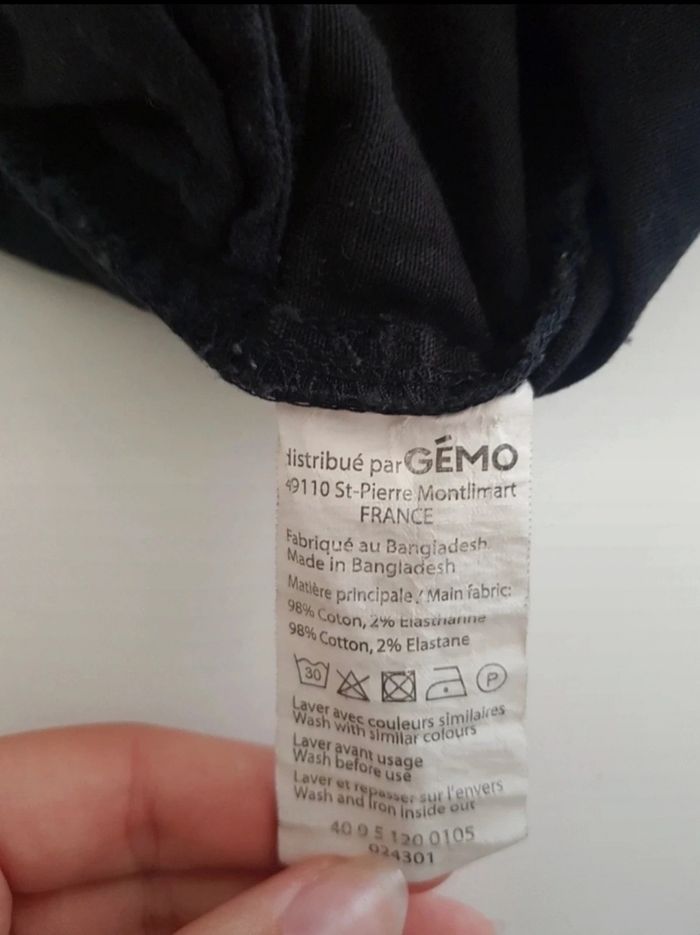 distribué par GÉMO
49110 St-Pierre Montlimart
FRANCE
Fabriqué au Bangladesh
Made in Bangladesh
Matière principale / Main fabric:
98% Coton, 2% Elasthanne
98% Cotton, 2% Elastane
30 P
Laver avec couleurs similaires
Wash with similar colours
Laver avant usage
Wash before use
Laver et repasser sur l'envers
Wash and Iron inside out
40 9 5 120 0105
924301